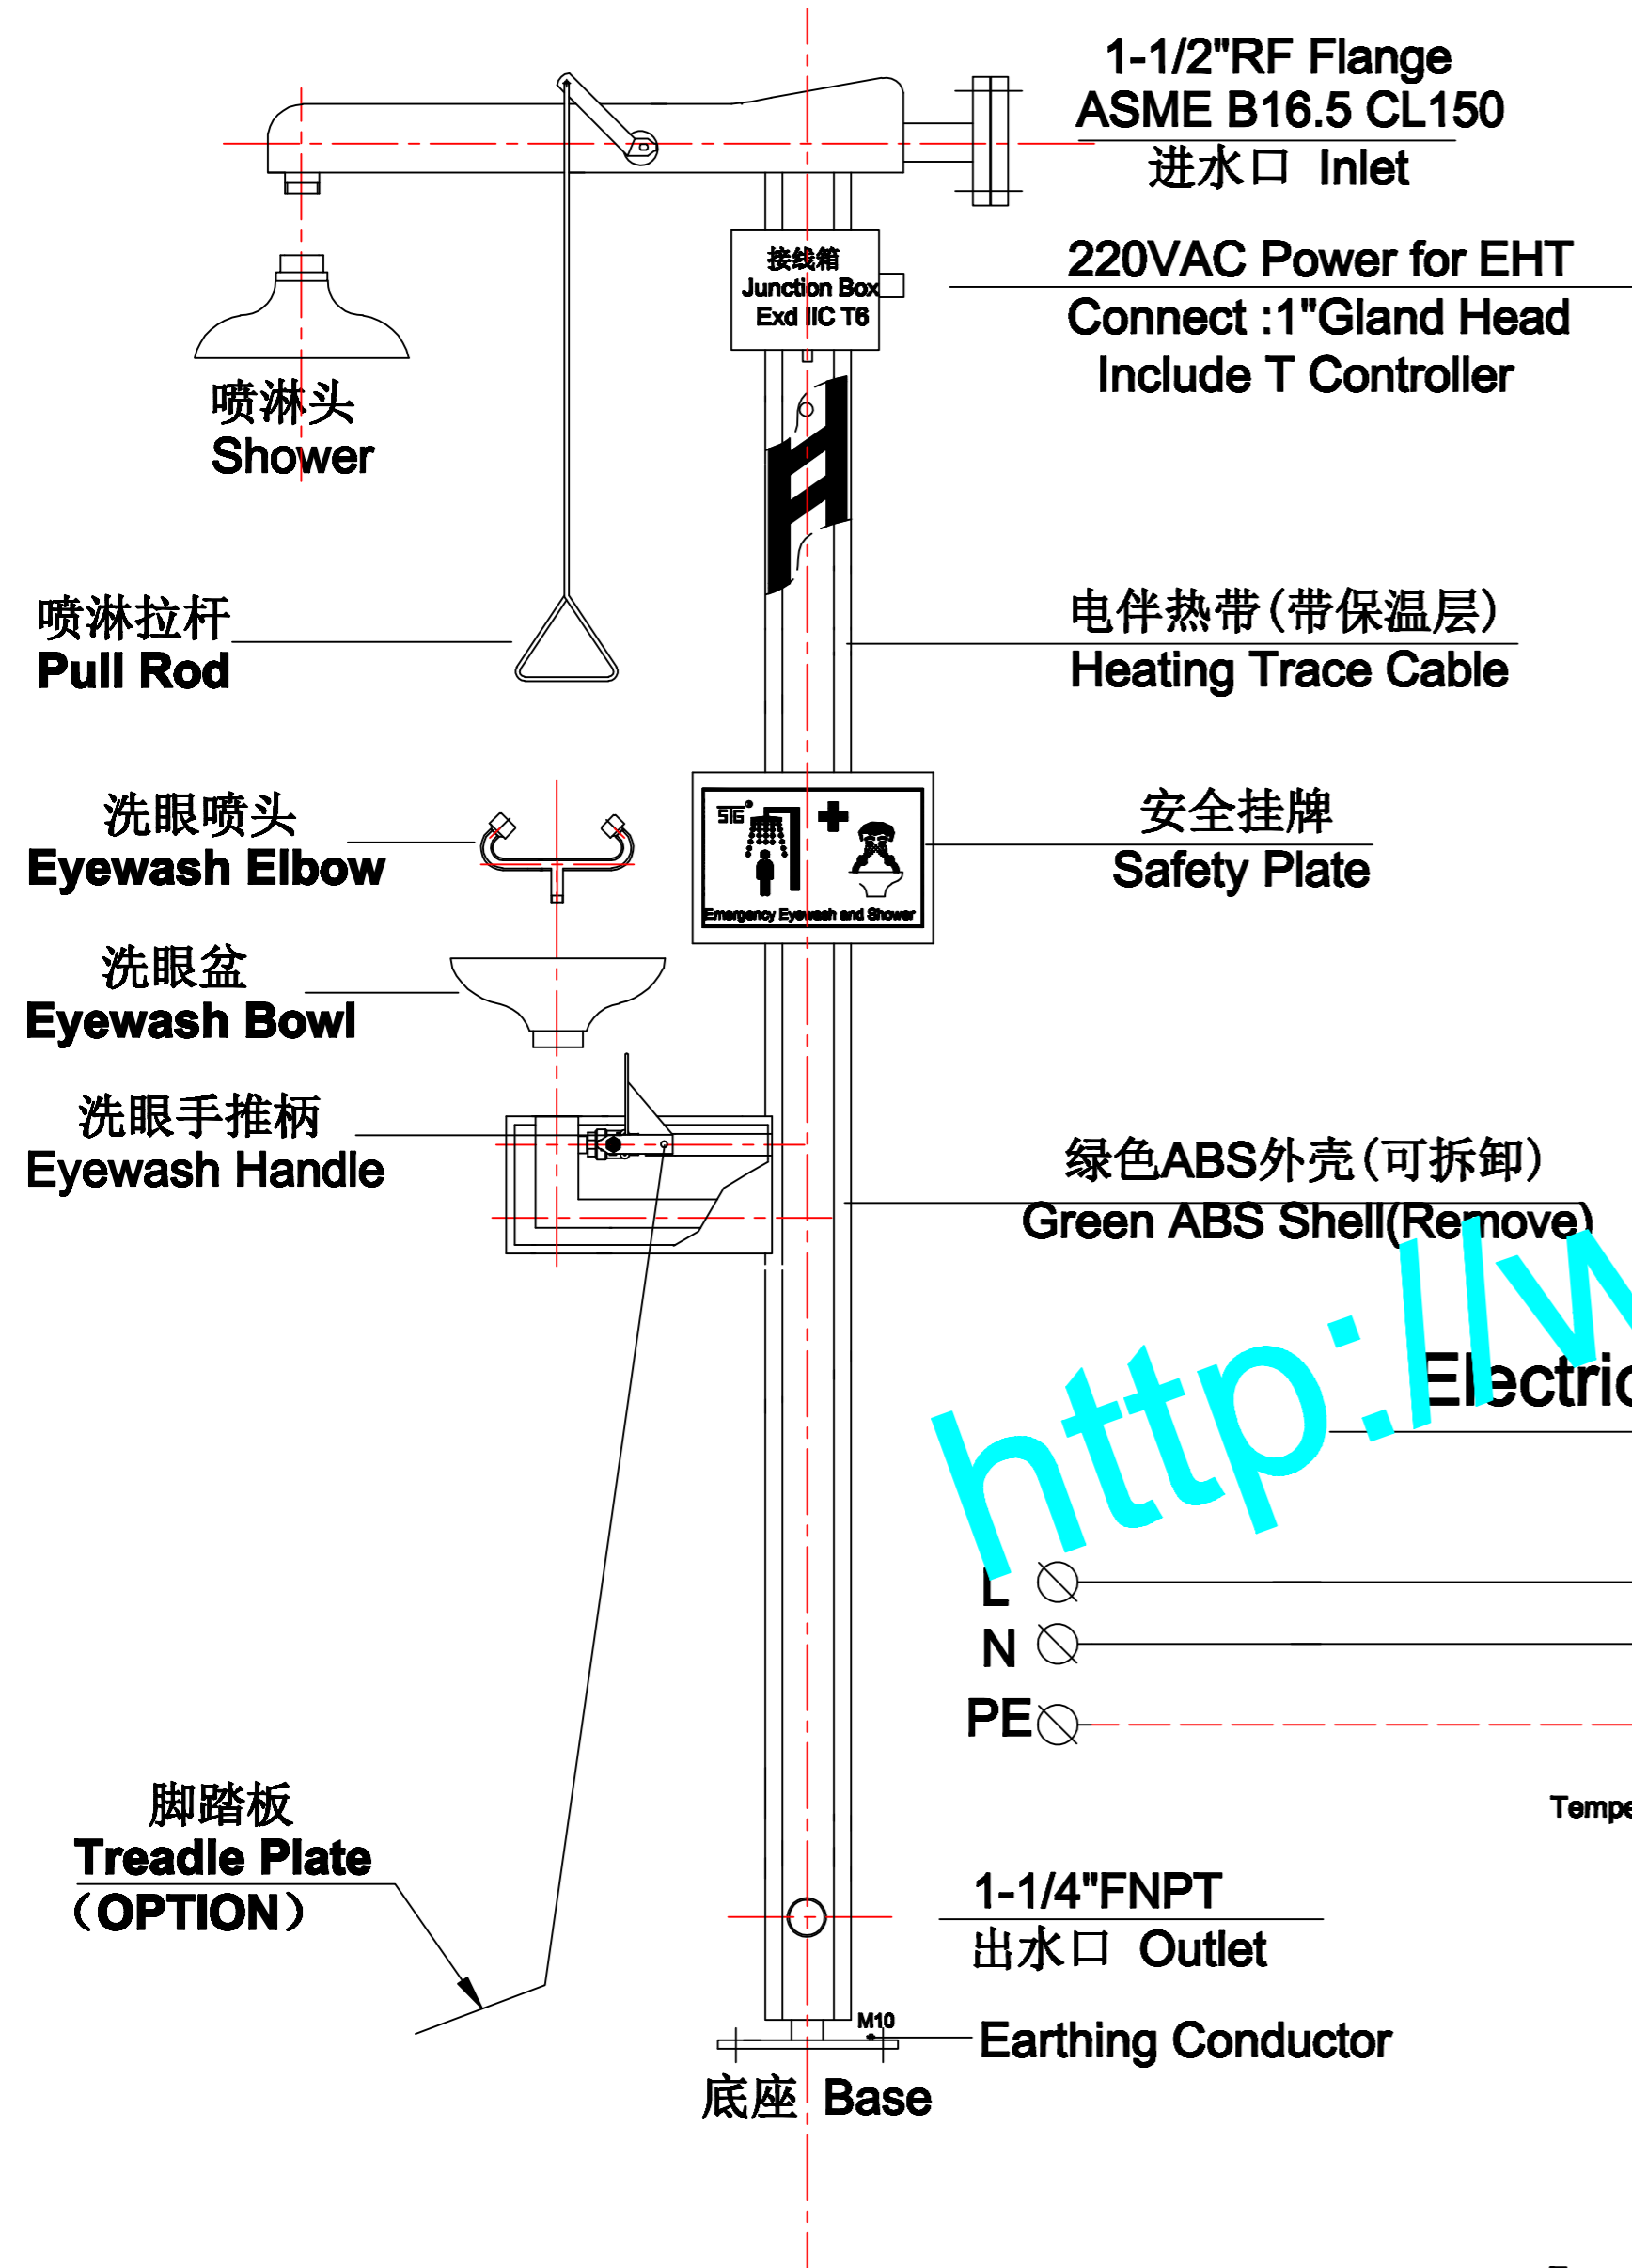 1-1/2"RF Flange
ASME B16.5 CL150
进水口 Inlet
接线箱
Junction Box
Exd IIC T6
220VAC Power for EHT
Connect :1"Gland Head
Include T Controller
喷淋头
Shower
喷淋拉杆
Pull Rod
电伴热带(带保温层)
Heating Trace Cable
洗眼喷头
Eyewash Elbow
STG
Emergency Eyewash and Shower
安全挂牌
Safety Plate
洗眼盆
Eyewash Bowl
洗眼手推柄
Eyewash Handle
绿色ABS外壳(可拆卸)
Green ABS Shell(Remove)
http://w
Electric
L
N
PE
Tempe
脚踏板
Treadle Plate
（OPTION）
1-1/4"FNPT
出水口 Outlet
M10
Earthing Conductor
底座 Base